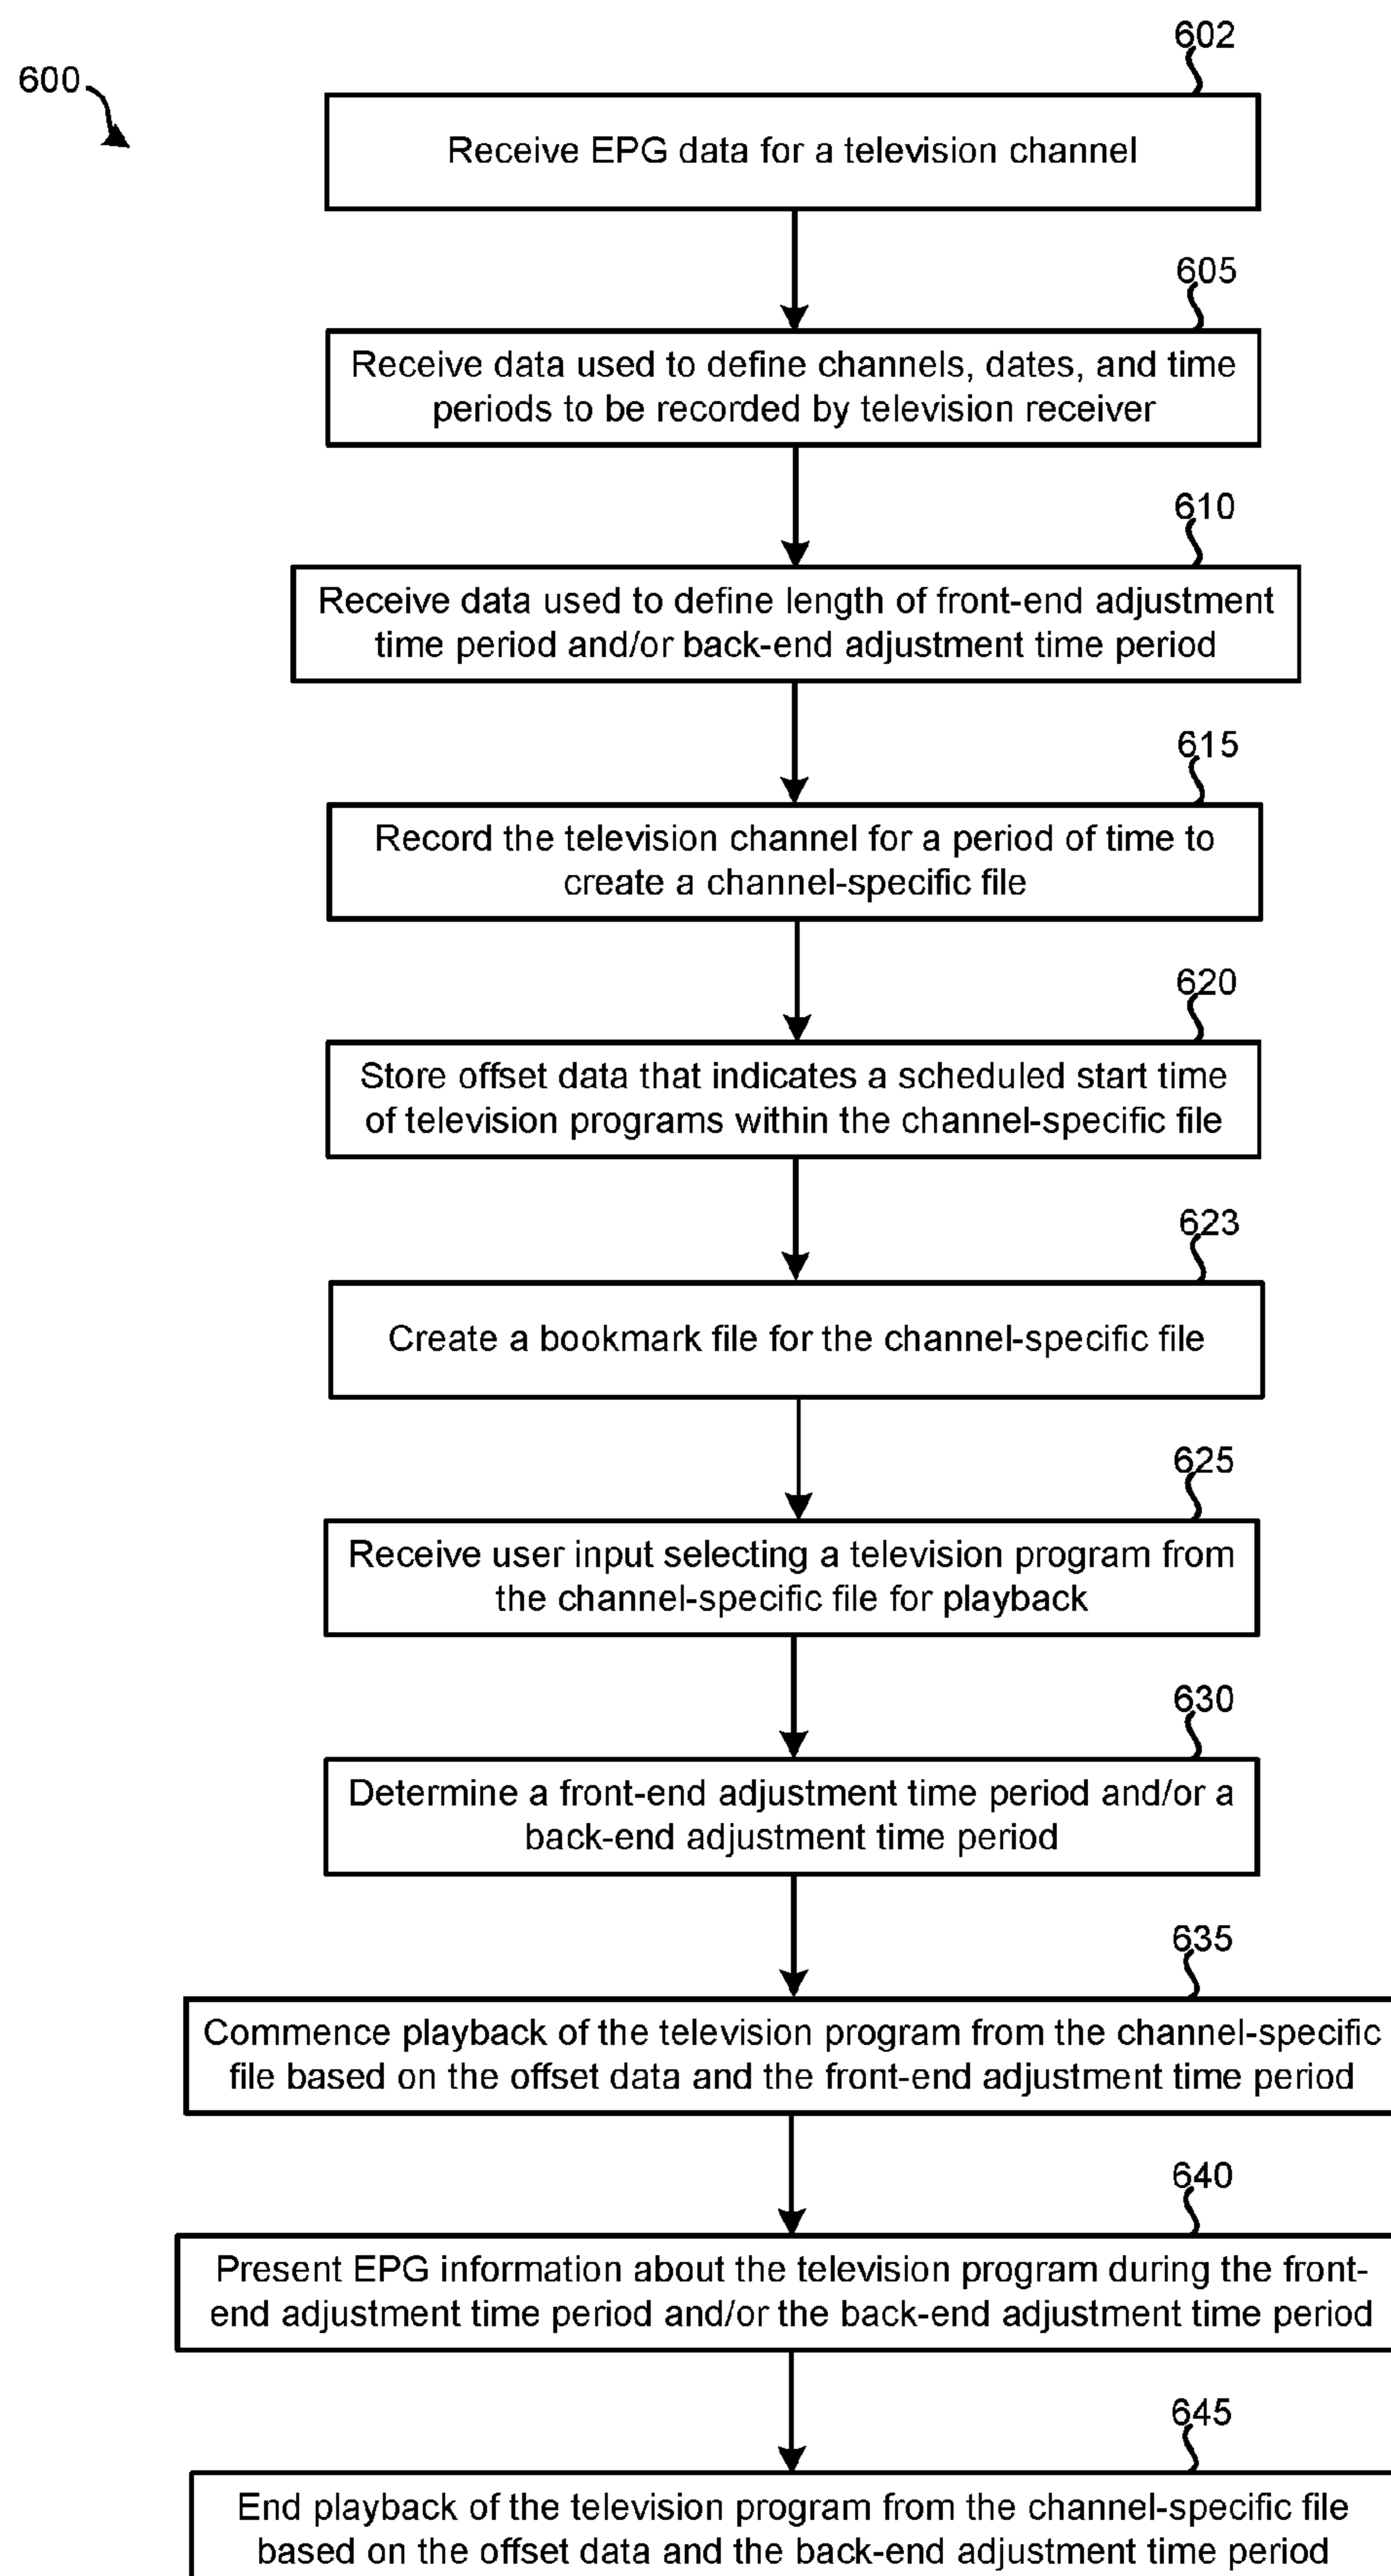 600
602
Receive EPG data for a television channel
605
Receive data used to define channels, dates, and time
periods to be recorded by television receiver
610
Receive data used to define length of front-end adjustment
time period and/or back-end adjustment time period
615
Record the television channel for a period of time to
create a channel-specific file
620
Store offset data that indicates a scheduled start time
of television programs within the channel-specific file
623
Create a bookmark file for the channel-specific file
625
Receive user input selecting a television program from
the channel-specific file for playback
630
Determine a front-end adjustment time period and/or a
back-end adjustment time period
635
Commence playback of the television program from the channel-specific
file based on the offset data and the front-end adjustment time period
640
Present EPG information about the television program during the front-
end adjustment time period and/or the back-end adjustment time period
645
End playback of the television program from the channel-specific file
based on the offset data and the back-end adjustment time period